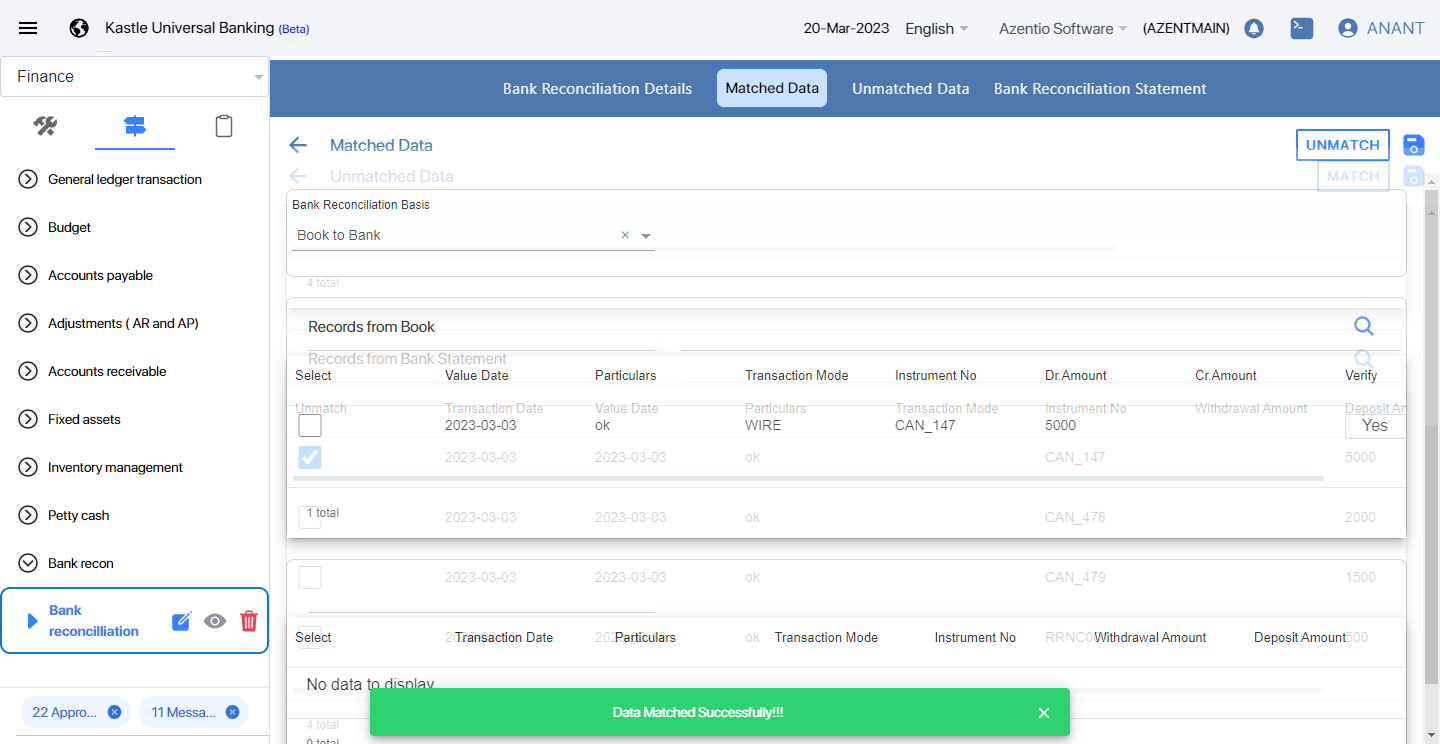 Kastle Universal Banking (Beta)
20-Mar-2023 English Azentio Software (AZENTMAIN) ANANT
Finance
General ledger transaction
Budget
Accounts payable
Adjustments ( AR and AP)
Accounts receivable
Fixed assets
Inventory management
Petty cash
Bank recon
Bank
reconcilliation
22 Appro... 11 Messa...
Bank Reconciliation Details Matched Data Unmatched Data Bank Reconciliation Statement
Matched Data UNMATCH
Unmatched Data MATCH
Bank Reconciliation Basis
Book to Bank
4 total
Records from Book
Records from Bank Statement
Select Value Date Particulars Transaction Mode Instrument No Dr.Amount Cr.Amount Verify
Unmatch Transaction Date Value Date Particulars Transaction Mode Instrument No Withdrawal Amount Deposit Am
2023-03-03 ok WIRE CAN_147 5000 Yes
2023-03-03 2023-03-03 ok CAN_147 5000
1 total
2023-03-03 2023-03-03 ok CAN_478 2000
2023-03-03 2023-03-03 ok CAN_479 1500
Select Transaction Date Particulars Transaction Mode Instrument No Withdrawal Amount Deposit Amount
ok
No data to display
Data Matched Successfully!!!
4 total
0 total